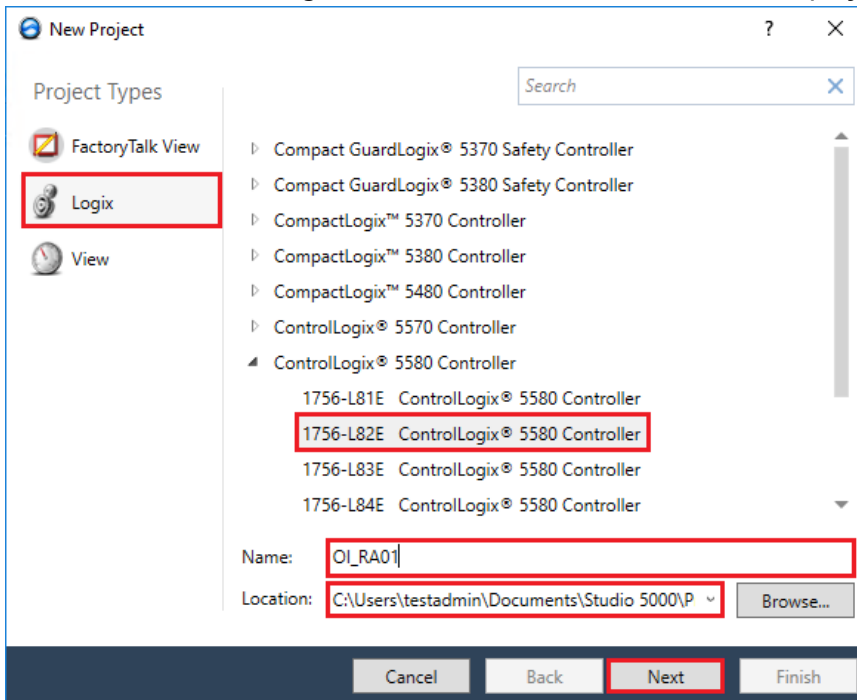 New Project
?
Project Types
Search
FactoryTalk View
Logix
View
Compact GuardLogix® 5370 Safety Controller
Compact GuardLogix® 5380 Safety Controller
CompactLogix™ 5370 Controller
CompactLogix™ 5380 Controller
CompactLogix™ 5480 Controller
ControlLogix® 5570 Controller
ControlLogix® 5580 Controller
1756-L81E ControlLogix® 5580 Controller
1756-L82E ControlLogix® 5580 Controller
1756-L83E ControlLogix® 5580 Controller
1756-L84E ControlLogix® 5580 Controller
Name: OI_RA01
Location: C:\Users\testadmin\Documents\Studio 5000\P Browse...
Cancel Back Next Finish